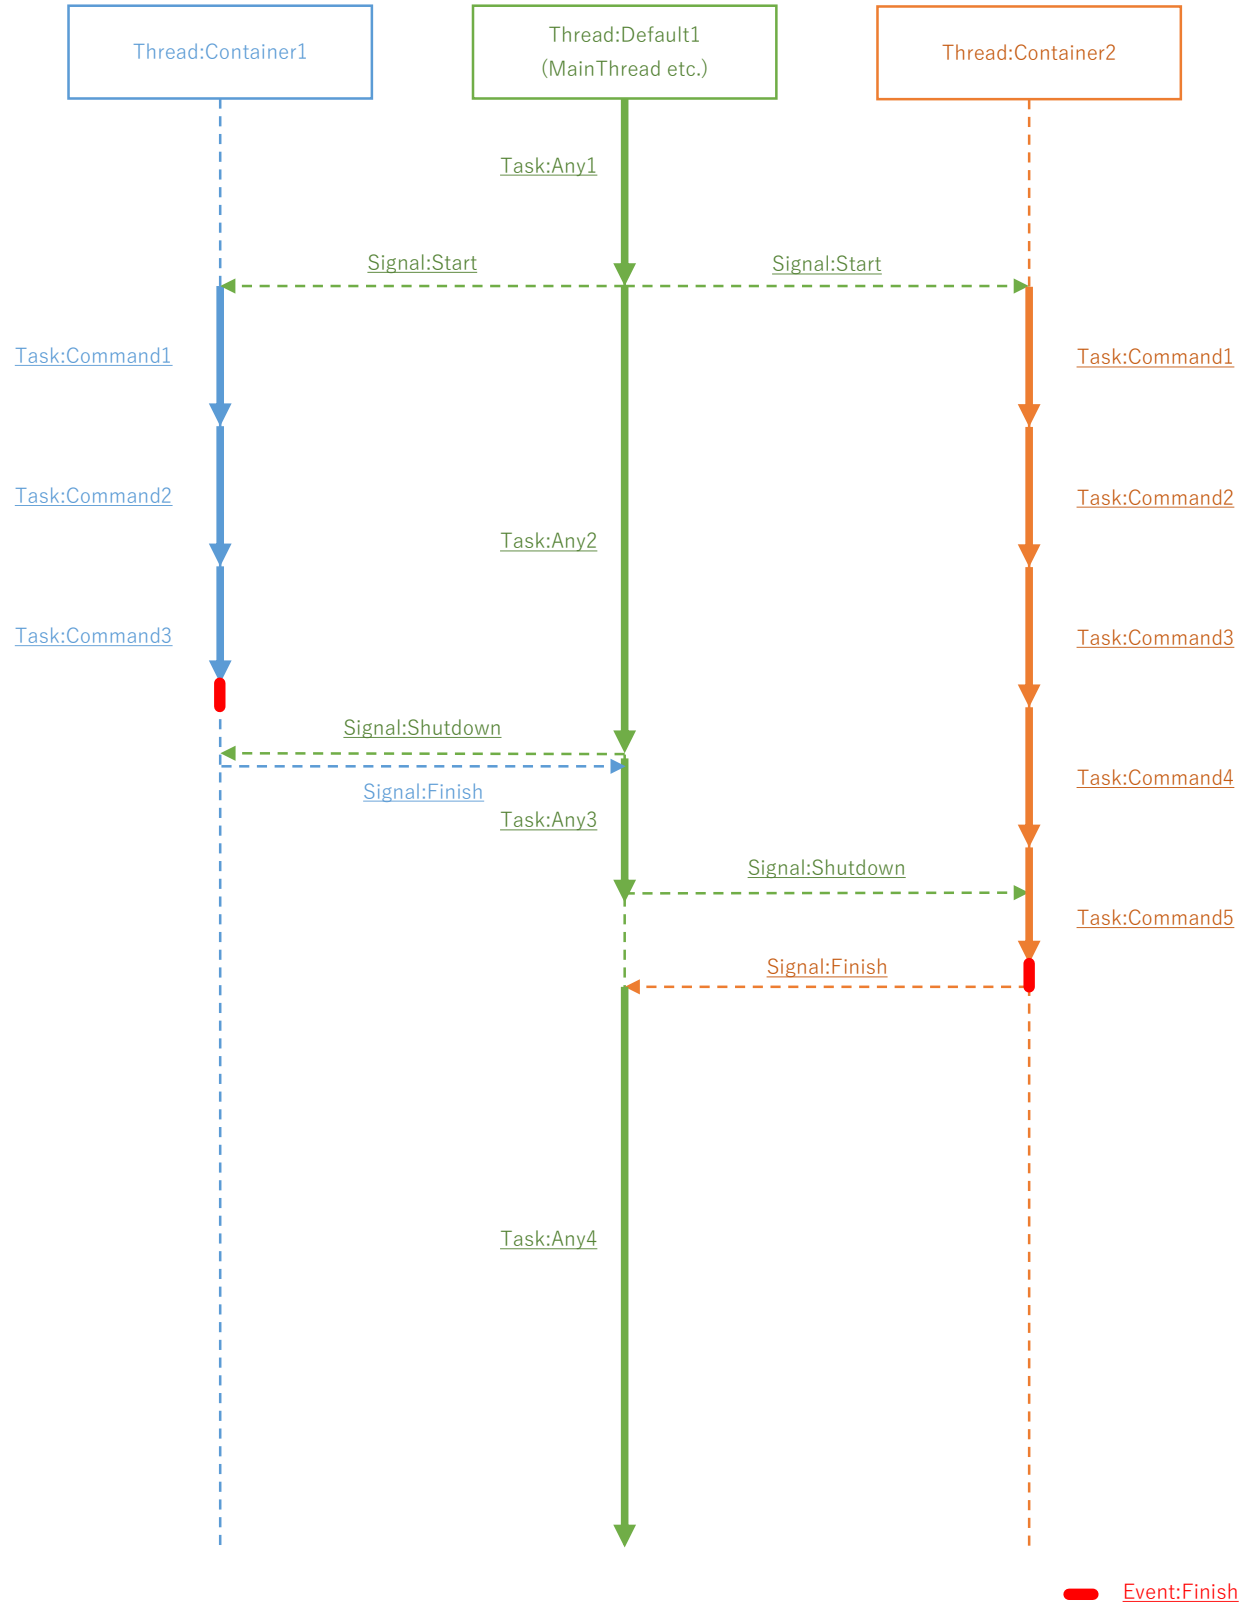 Thread:Container1
Thread:Default1
(MainThread etc.)
Thread:Container2
Task:Any1
Signal:Start
Signal:Start
Task:Command1
Task:Command1
Task:Command2
Task:Command2
Task:Any2
Task:Command3
Task:Command3
Signal:Shutdown
Task:Command4
Signal:Finish
Task:Any3
Signal:Shutdown
Task:Command5
Signal:Finish
Task:Any4
Event:Finish